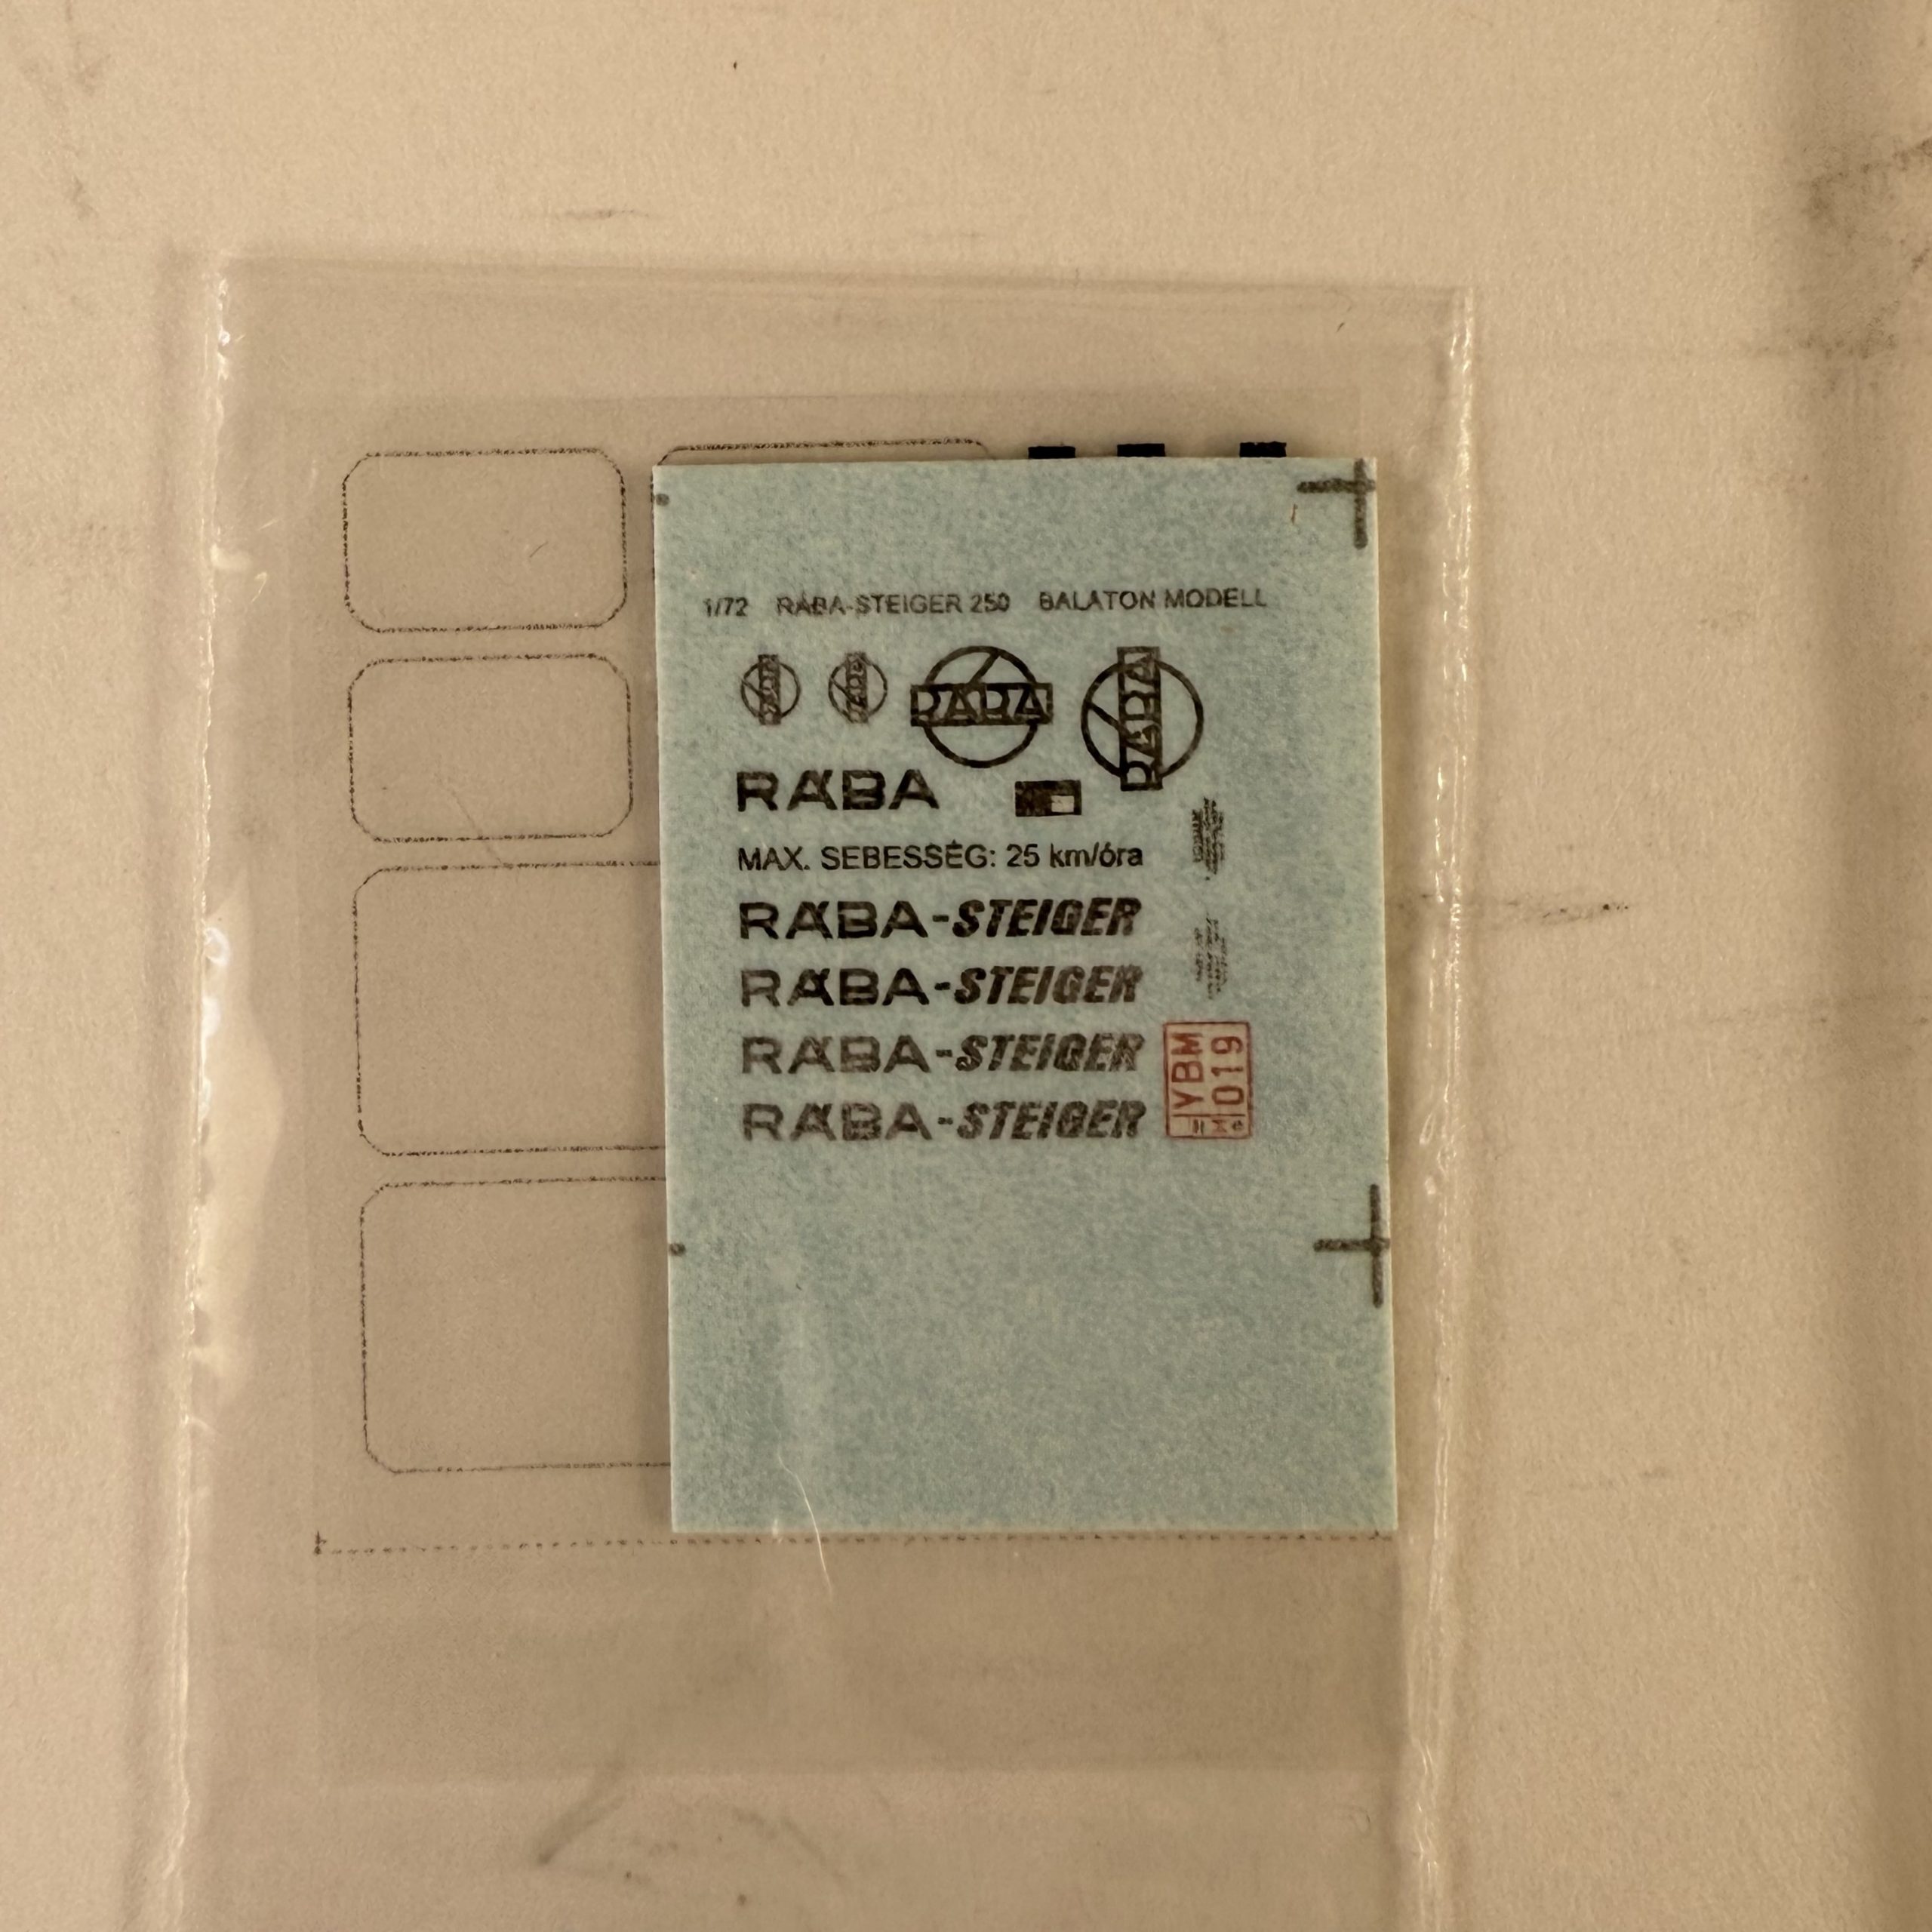 1/72 RÁBA-STEIGER 250 BALATON MODELL
RÁBA
RÁBA
RÁBA
RÁBA
RÁBA
MAX. SEBESSÉG: 25 km/óra
RÁBA-STEIGER
RÁBA-STEIGER
RÁBA-STEIGER
RÁBA-STEIGER
YBM
019